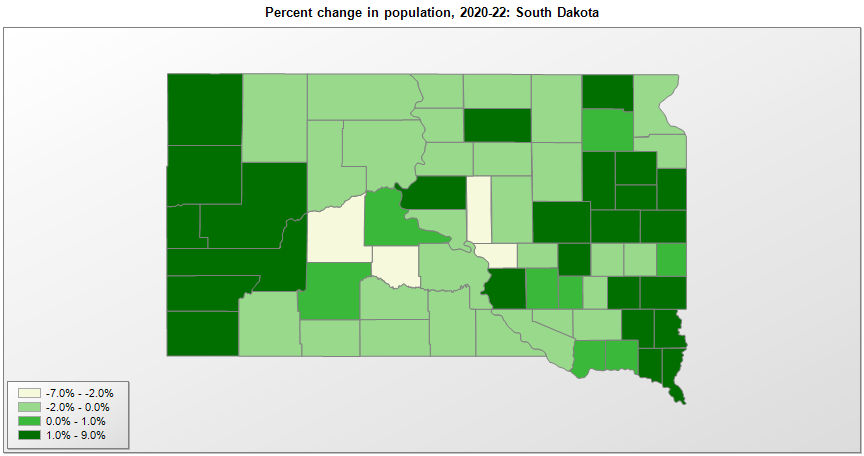 Percent change in population, 2020-22: South Dakota
-7.0% - -2.0%
-2.0% - 0.0%
0.0% - 1.0%
1.0% - 9.0%